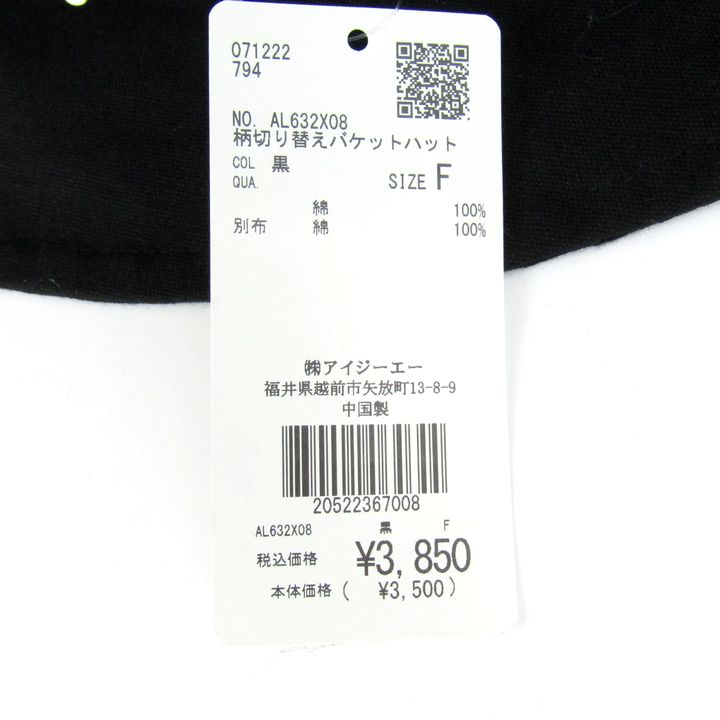 071222
794
NO. AL632X08
柄切り替えバケットハット
COL 黒
QUA. SIZE F
綿 100%
別布 綿 100%
㈱アイジーエー
福井県越前市矢放町13-8-9
中国製
20522367008
AL632X08 黒 F
税込価格 ¥3,850
本体価格( ¥3,500)